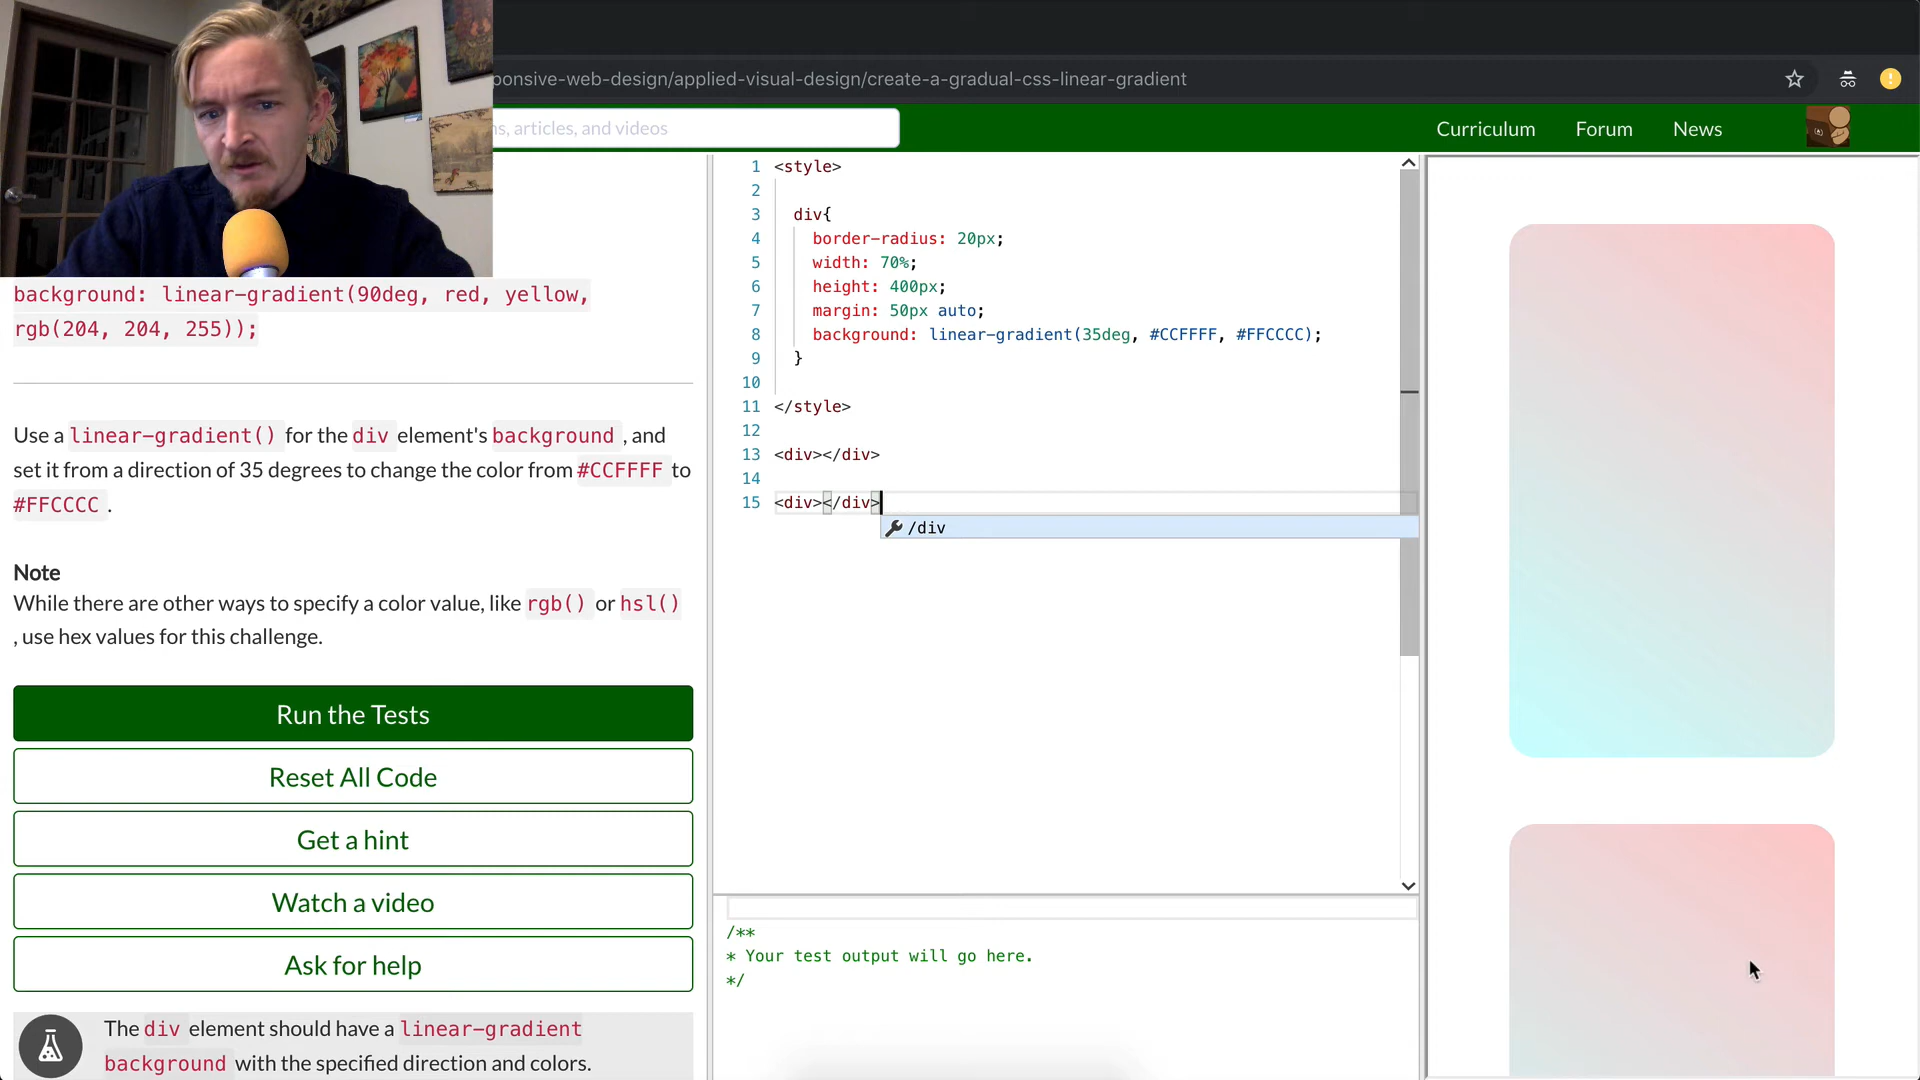 ponsive-web-design/applied-visual-design/create-a-gradual-css-linear-gradient
s, articles, and videos
Curriculum Forum News
background: linear-gradient(90deg, red, yellow,
rgb(204, 204, 255));
Use a linear-gradient() for the div element's background , and
set it from a direction of 35 degrees to change the color from #CCFFFF to
#FFCCCC .
Note
While there are other ways to specify a color value, like rgb() or hsl()
, use hex values for this challenge.
Run the Tests
Reset All Code
Get a hint
Watch a video
Ask for help
The div element should have a linear-gradient
background with the specified direction and colors.
1 <style>
2
3 div{
4 border-radius: 20px;
5 width: 70%;
6 height: 400px;
7 margin: 50px auto;
8 background: linear-gradient(35deg, #CCFFFF, #FFCCCC);
9 }
10
11 </style>
12
13 <div></div>
14
15 <div></div>
/div
/**
* Your test output will go here.
*/